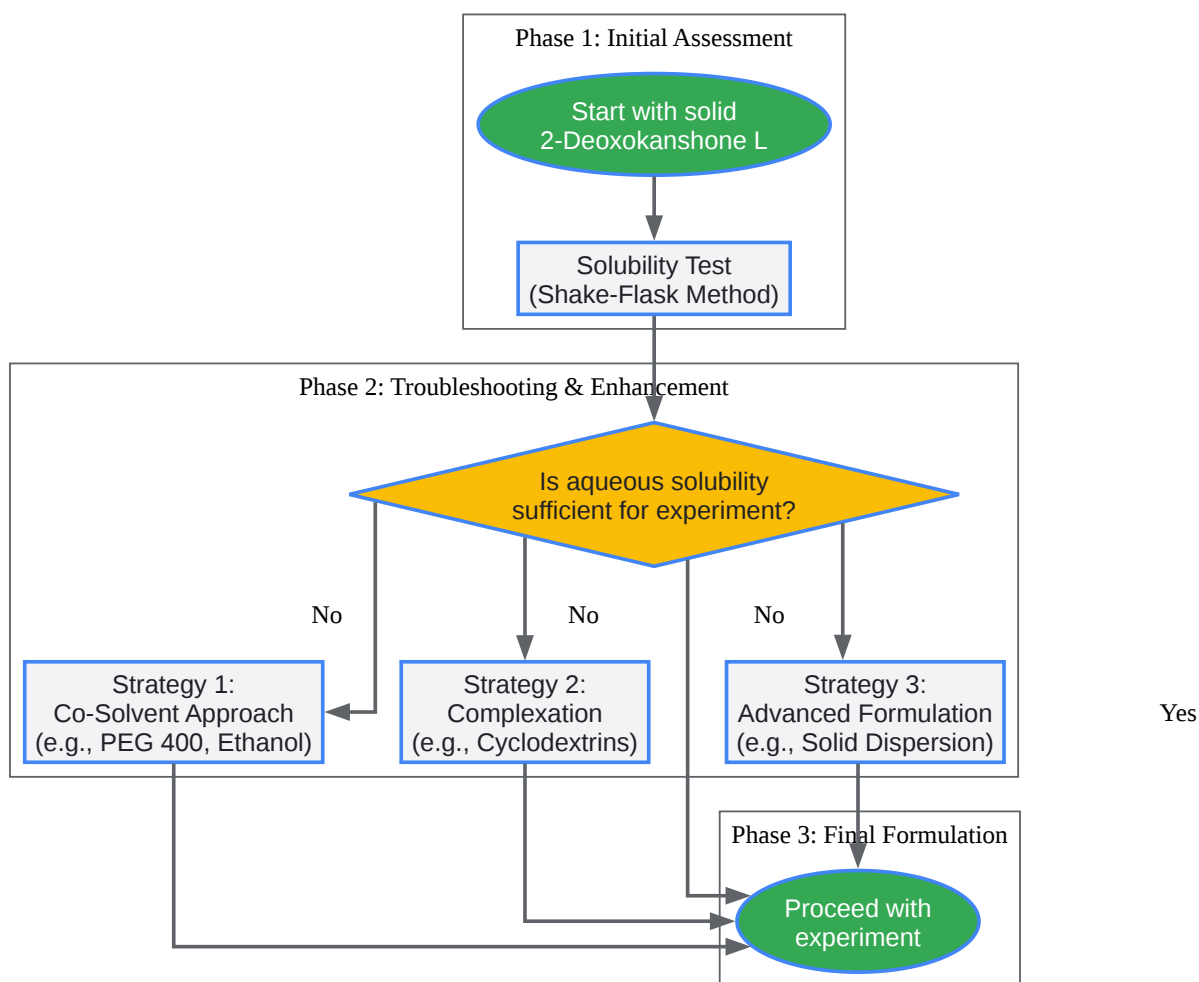 Phase 1: Initial Assessment
Start with solid
2-Deoxokanshone L
Solubility Test
(Shake-Flask Method)
Phase 2: Troubleshooting & Enhancement
Is aqueous solubility
sufficient for experiment?
No
No
No
Strategy 1:
Co-Solvent Approach
(e.g., PEG 400, Ethanol)
Strategy 2:
Complexation
(e.g., Cyclodextrins)
Strategy 3:
Advanced Formulation
(e.g., Solid Dispersion)
Yes
Phase 3: Final Formulation
Proceed with
experiment